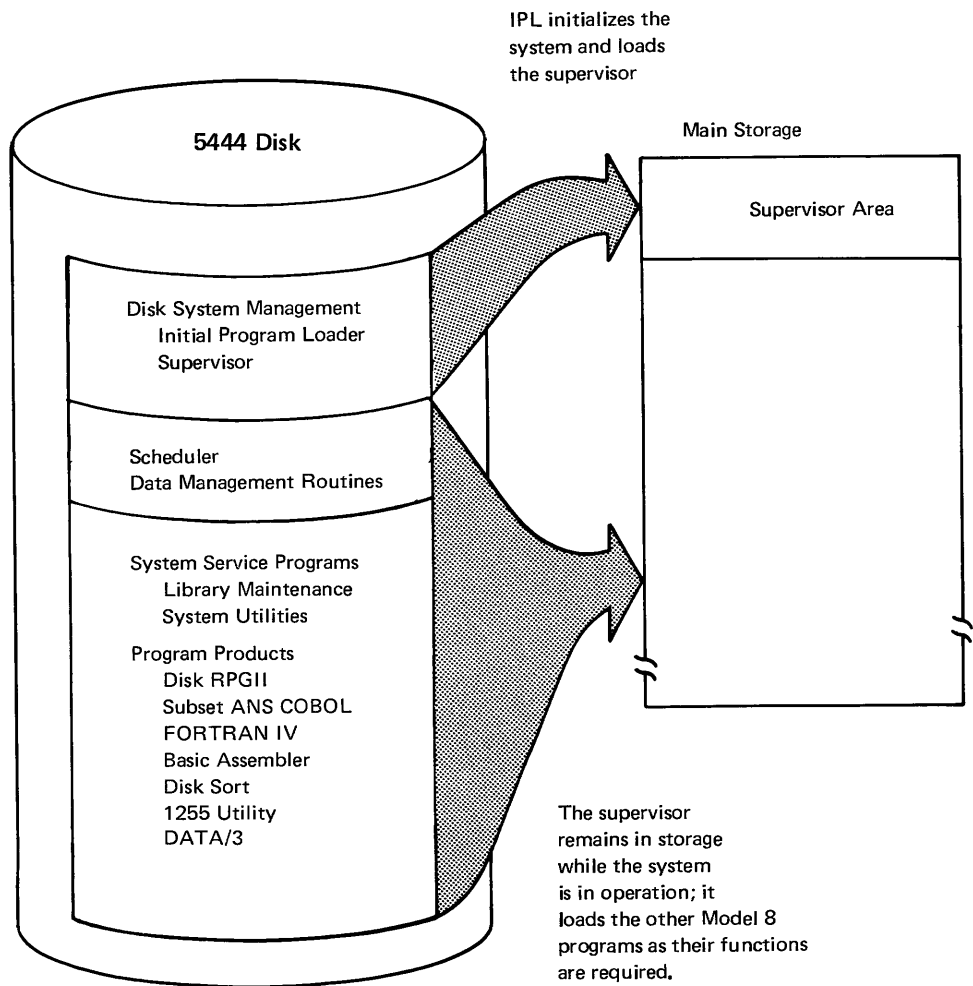 IPL initializes the
system and loads
the supervisor
5444 Disk
Main Storage
Supervisor Area
Disk System Management
Initial Program Loader
Supervisor
Scheduler
Data Management Routines
System Service Programs
Library Maintenance
System Utilities
Program Products
Disk RPGII
Subset ANS COBOL
FORTRAN IV
Basic Assembler
Disk Sort
1255 Utility
DATA/3
The supervisor
remains in storage
while the system
is in operation; it
loads the other Model 8
programs as their functions
are required.